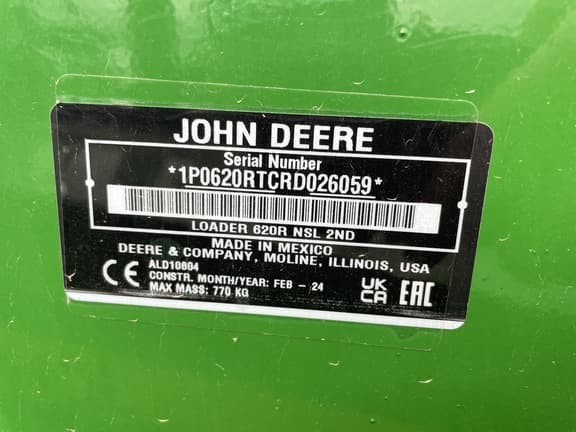 JOHN DEERE
Serial Number
*1P0620RTCRD026059*
LOADER 620R NSL 2ND
MADE IN MEXICO
DEERE & COMPANY, MOLINE, ILLINOIS, USA
ALD10804
CE CONSTR. MONTH/YEAR: FEB - 24
MAX MASS: 770 KG
UK
CA
EAC